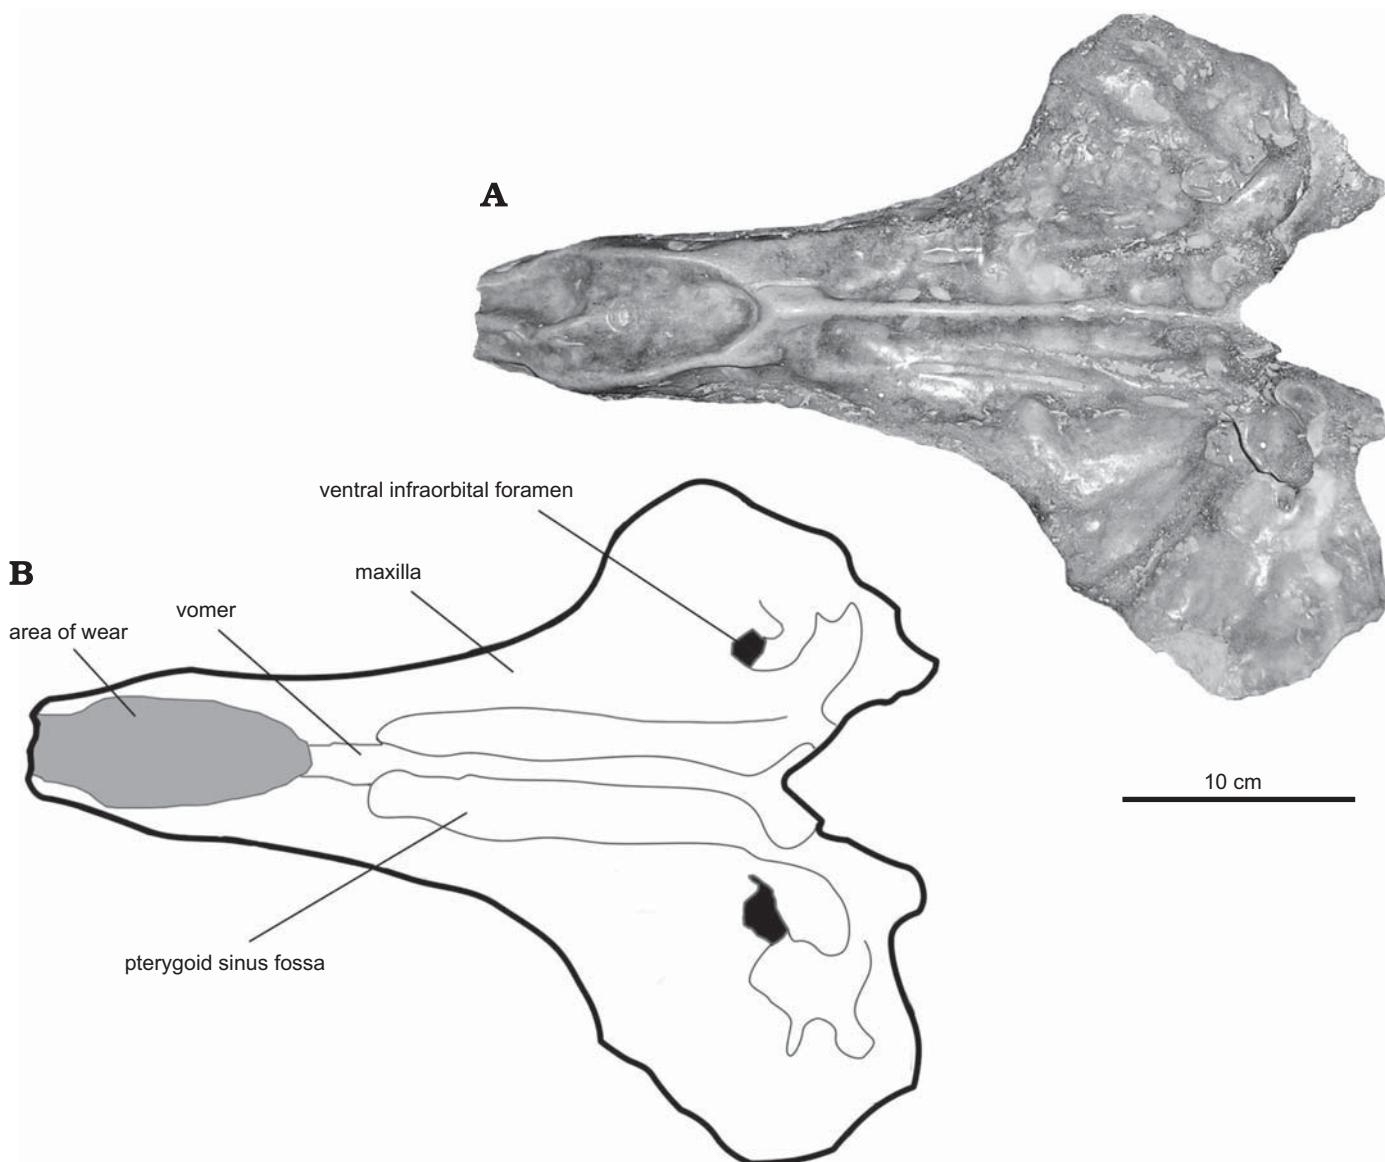 A
ventral infraorbital foramen
B
maxilla
vomer
area of wear
10 cm
pterygoid sinus fossa